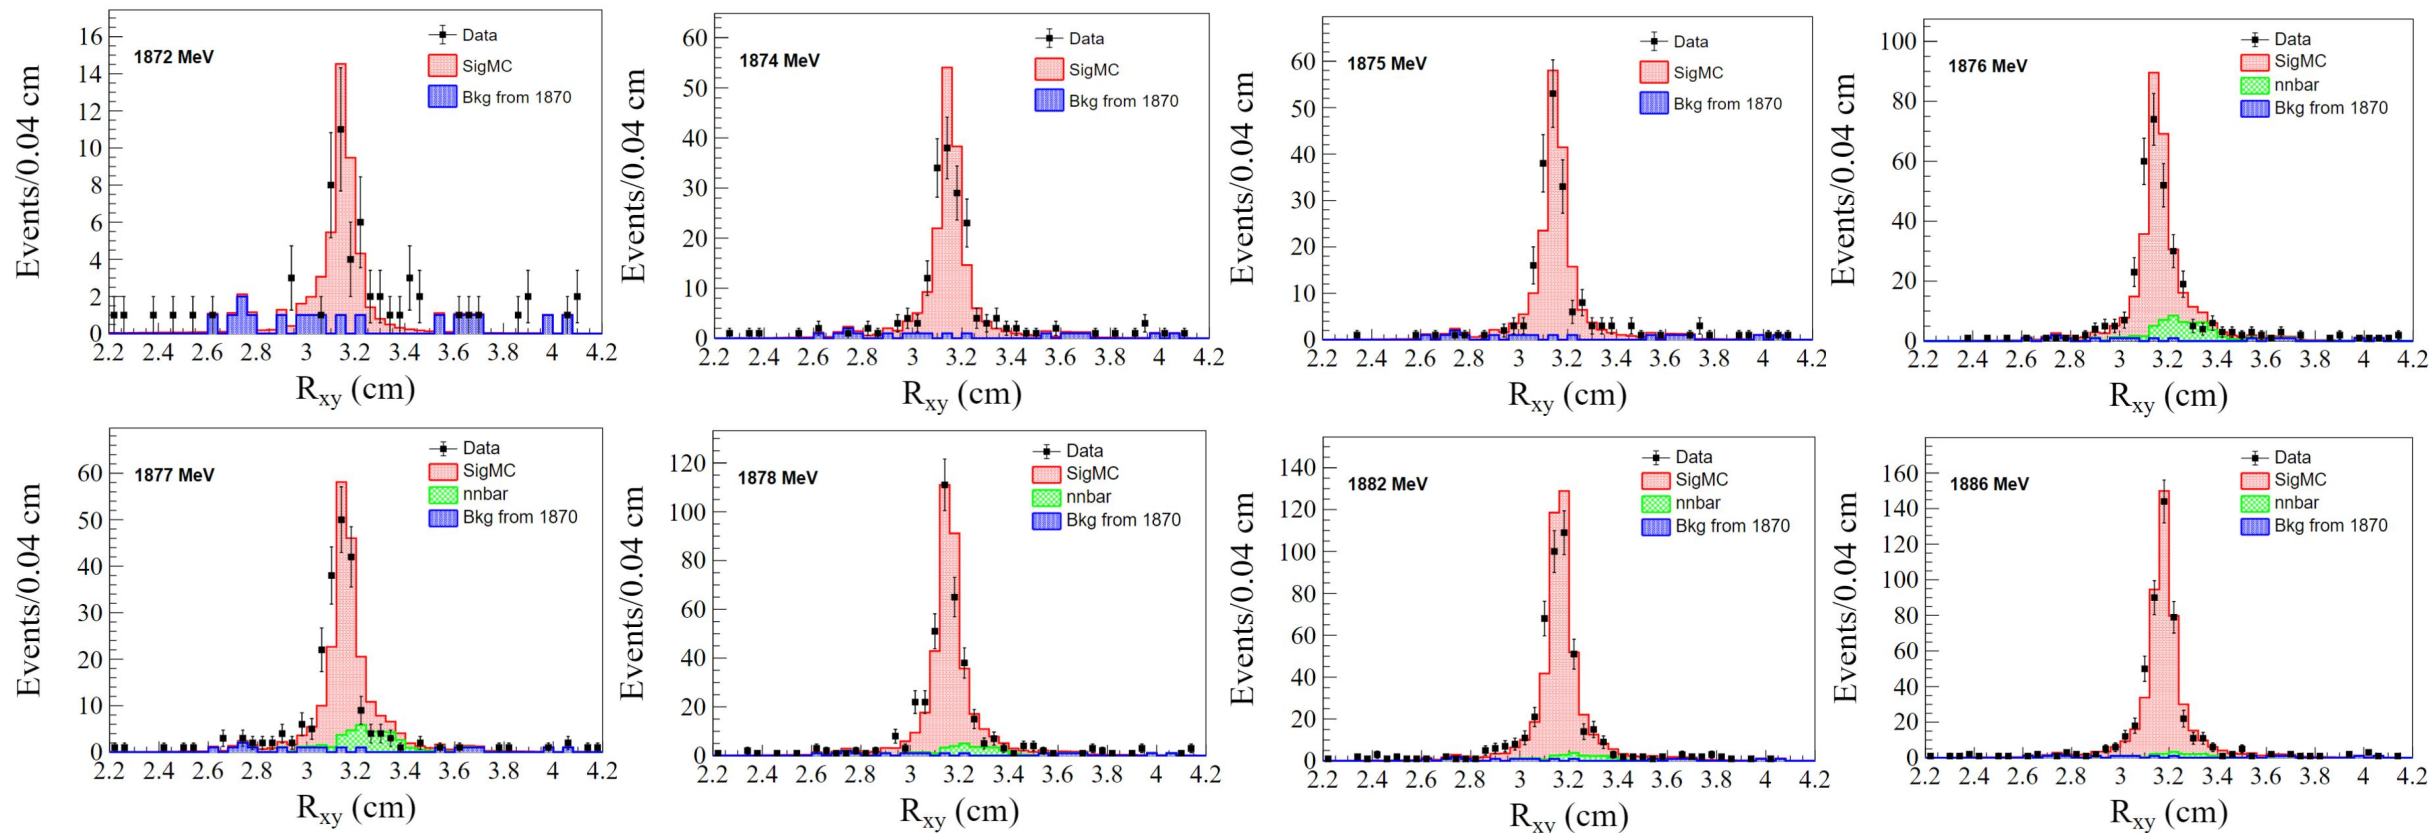 1872 MeV
Data
SigMC
Bkg from 1870
Events/0.04 cm
16
14
12
10
8
6
4
2
0
2.2 2.4 2.6 2.8 3 3.2 3.4 3.6 3.8 4 4.2
Rxy (cm)
1874 MeV
Data
SigMC
Bkg from 1870
Events/0.04 cm
60
50
40
30
20
10
0
2.2 2.4 2.6 2.8 3 3.2 3.4 3.6 3.8 4 4.2
Rxy (cm)
1875 MeV
Data
SigMC
Bkg from 1870
Events/0.04 cm
60
50
40
30
20
10
0
2.2 2.4 2.6 2.8 3 3.2 3.4 3.6 3.8 4 4.2
Rxy (cm)
1876 MeV
Data
SigMC
nnbar
Bkg from 1870
Events/0.04 cm
100
80
60
40
20
0
2.2 2.4 2.6 2.8 3 3.2 3.4 3.6 3.8 4 4.2
Rxy (cm)
1877 MeV
Data
SigMC
nnbar
Bkg from 1870
Events/0.04 cm
60
50
40
30
20
10
0
2.2 2.4 2.6 2.8 3 3.2 3.4 3.6 3.8 4 4.2
Rxy (cm)
1878 MeV
Data
SigMC
nnbar
Bkg from 1870
Events/0.04 cm
120
100
80
60
40
20
0
2.2 2.4 2.6 2.8 3 3.2 3.4 3.6 3.8 4 4.2
Rxy (cm)
1882 MeV
Data
SigMC
nnbar
Bkg from 1870
Events/0.04 cm
140
120
100
80
60
40
20
0
2.2 2.4 2.6 2.8 3 3.2 3.4 3.6 3.8 4 4.2
Rxy (cm)
1886 MeV
Data
SigMC
nnbar
Bkg from 1870
Events/0.04 cm
160
140
120
100
80
60
40
20
0
2.2 2.4 2.6 2.8 3 3.2 3.4 3.6 3.8 4 4.2
Rxy (cm)